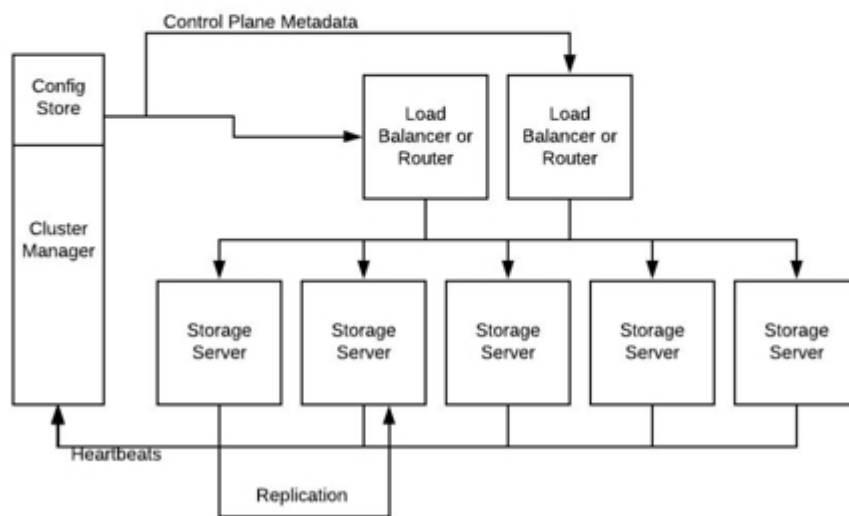 Control Plane Metadata
Config
Store
Load
Balancer or
Router
Load
Balancer or
Router
Cluster
Manager
Storage
Server
Storage
Server
Storage
Server
Storage
Server
Storage
Server
Heartbeats
Replication